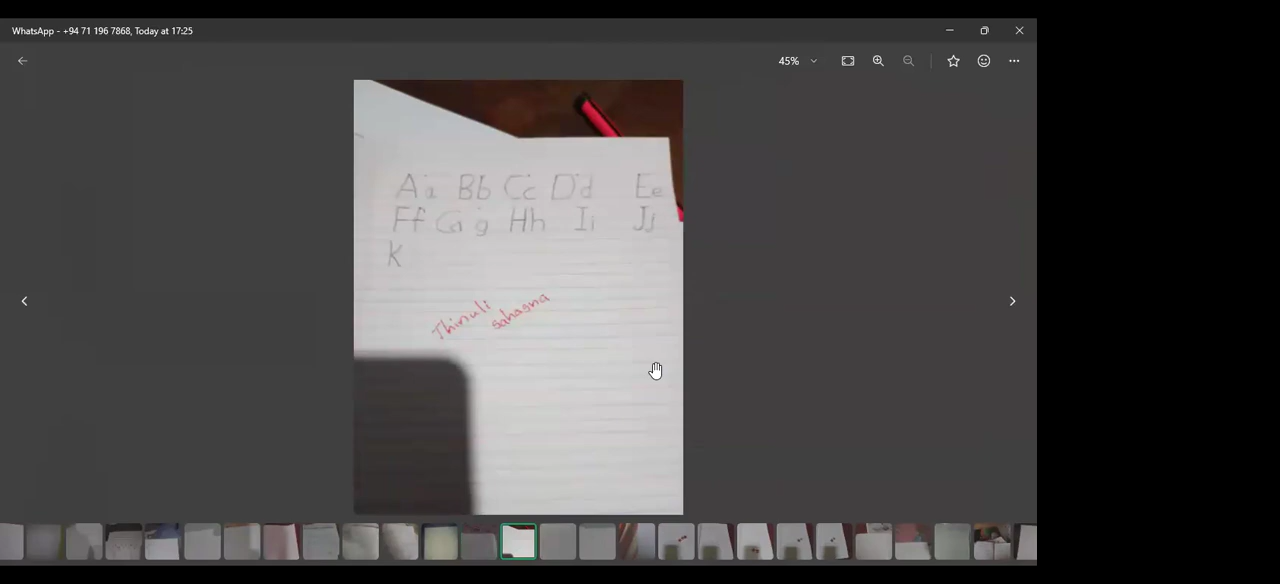 WhatsApp - +94 71 196 7868, Today at 17:25
45%
Aa Bb Cc Dd Ee
Ff Gg Hh Ii Jj
K
Thinuli
sahasna